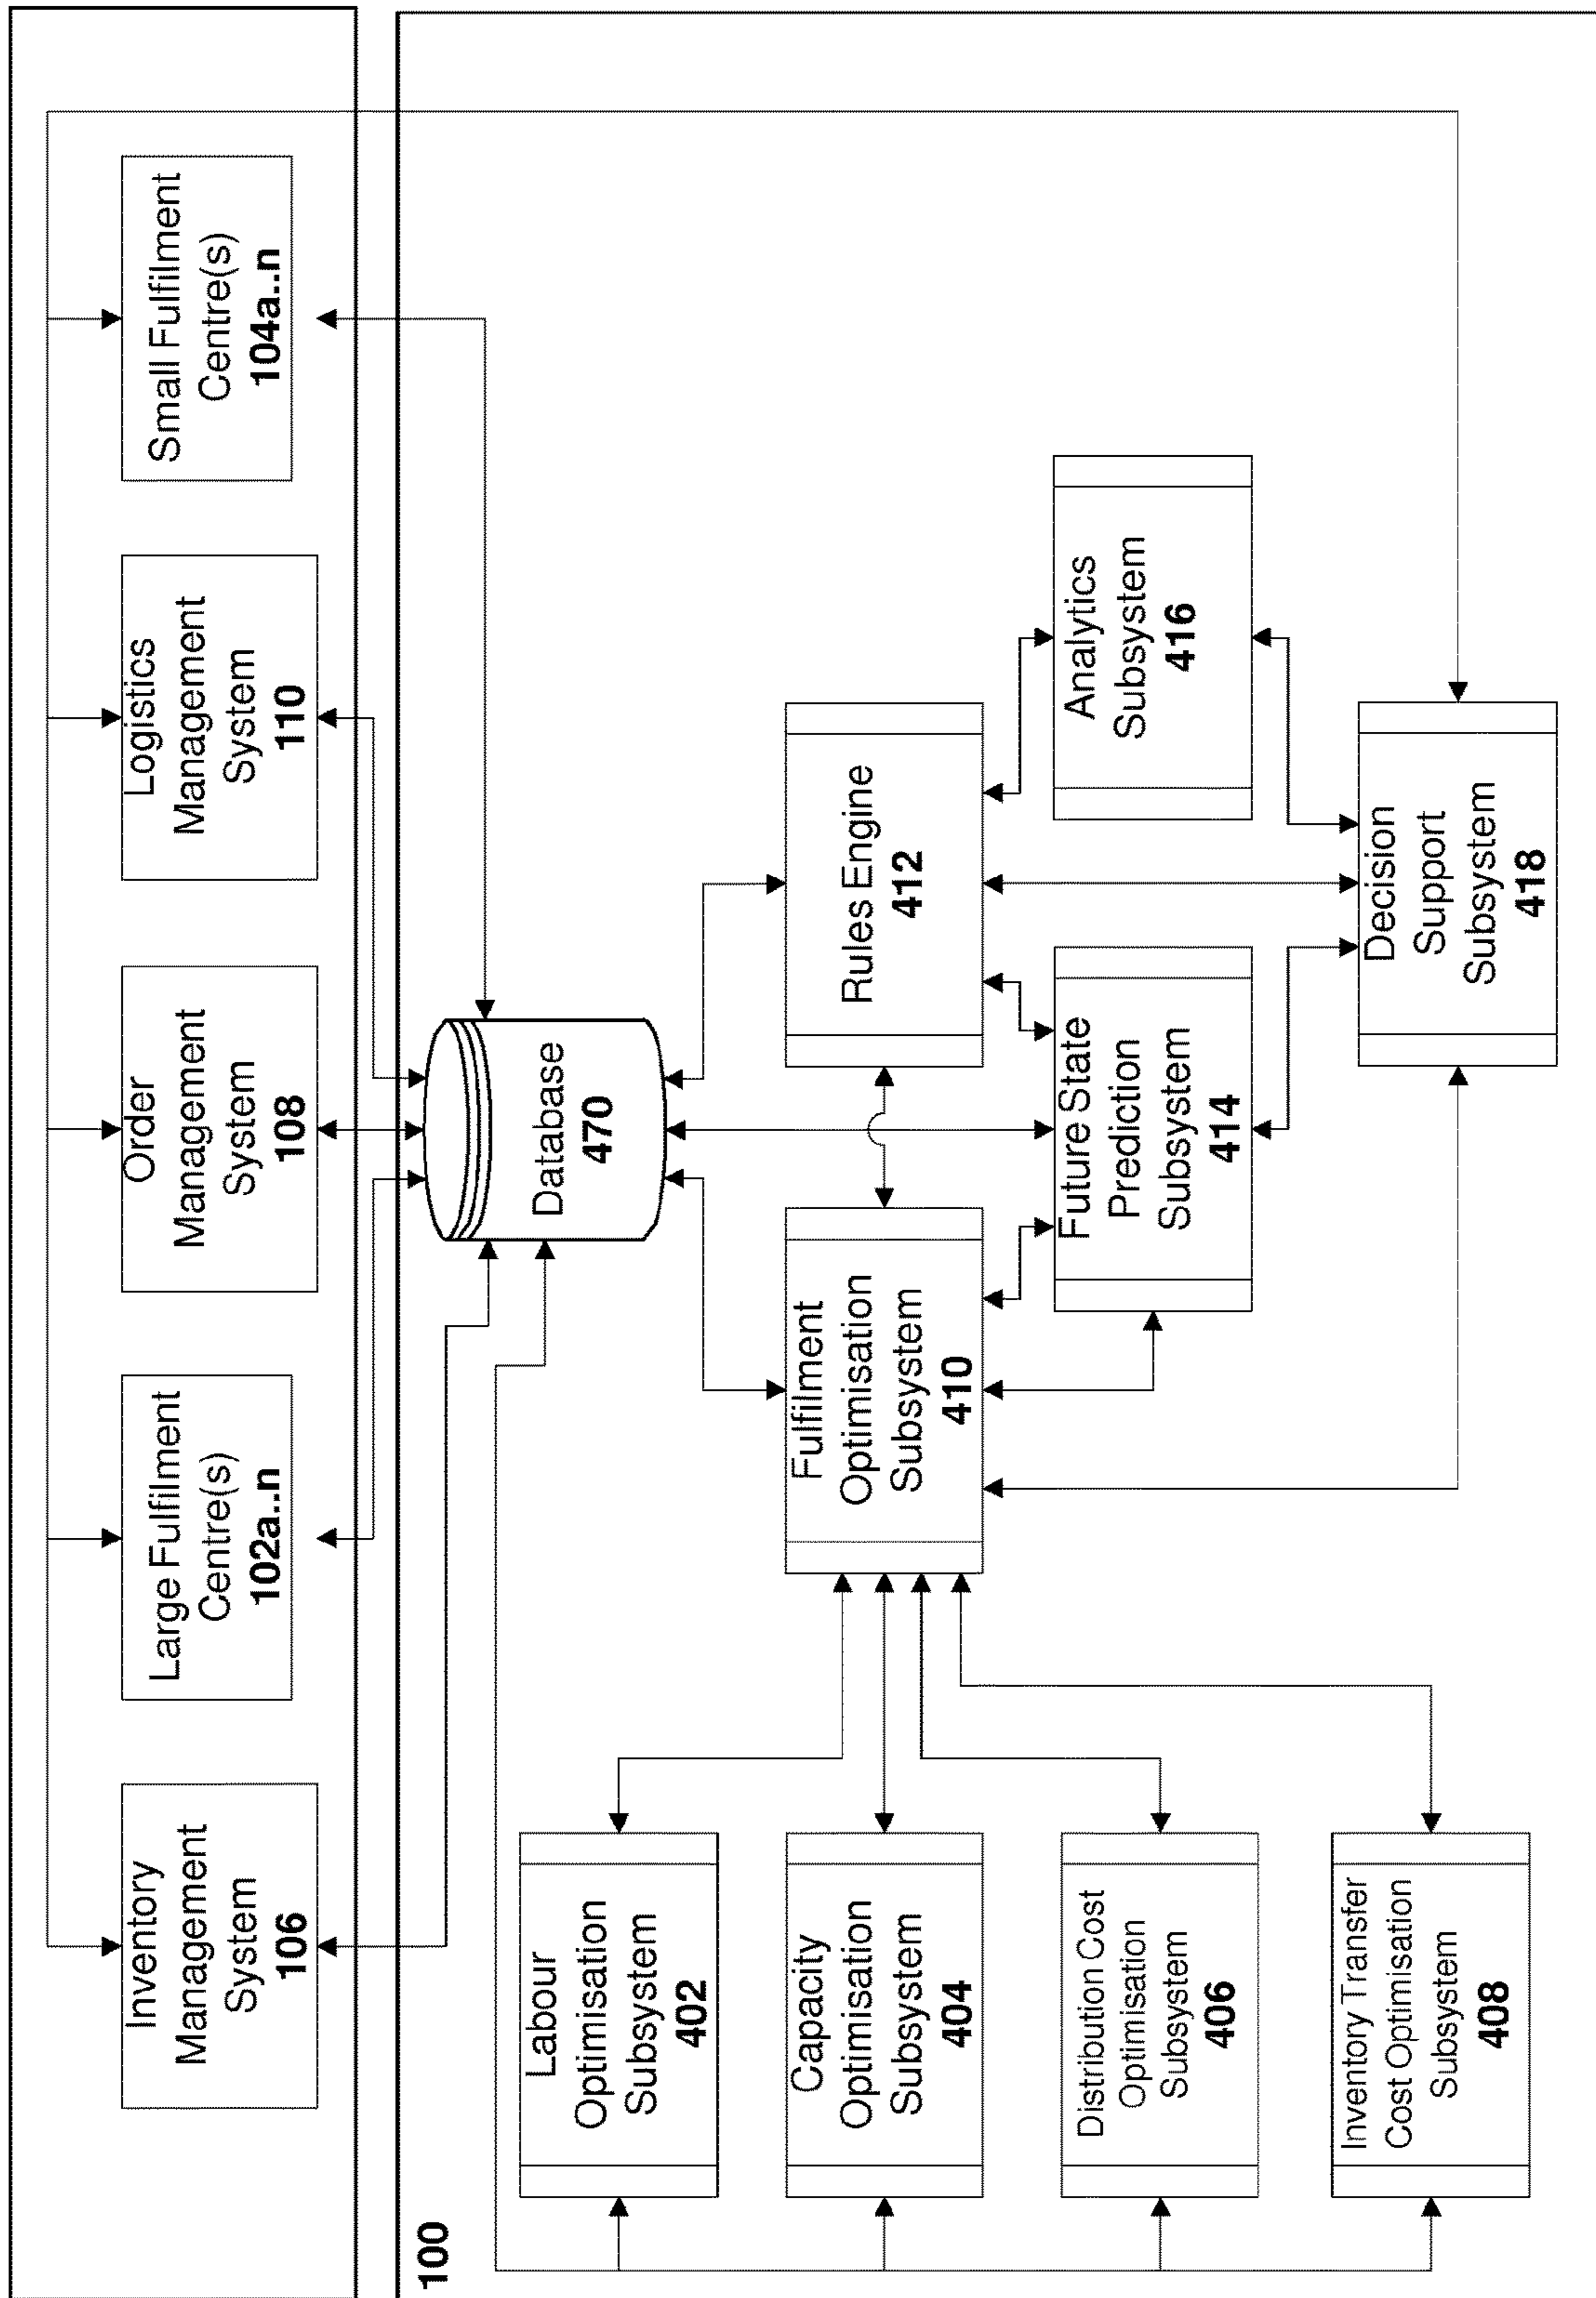 Inventory
Management
System
106
Large Fulfilment
Centre(s)
102a..n
Order
Management
System
108
Logistics
Management
System
110
Small Fulfilment
Centre(s)
104a..n
100
Database
470
Labour
Optimisation
Subsystem
402
Capacity
Optimisation
Subsystem
404
Distribution Cost
Optimisation
Subsystem
406
Inventory Transfer
Cost Optimisation
Subsystem
408
Fulfilment
Optimisation
Subsystem
410
Rules Engine
412
Future State
Prediction
Subsystem
414
Analytics
Subsystem
416
Decision
Support
Subsystem
418